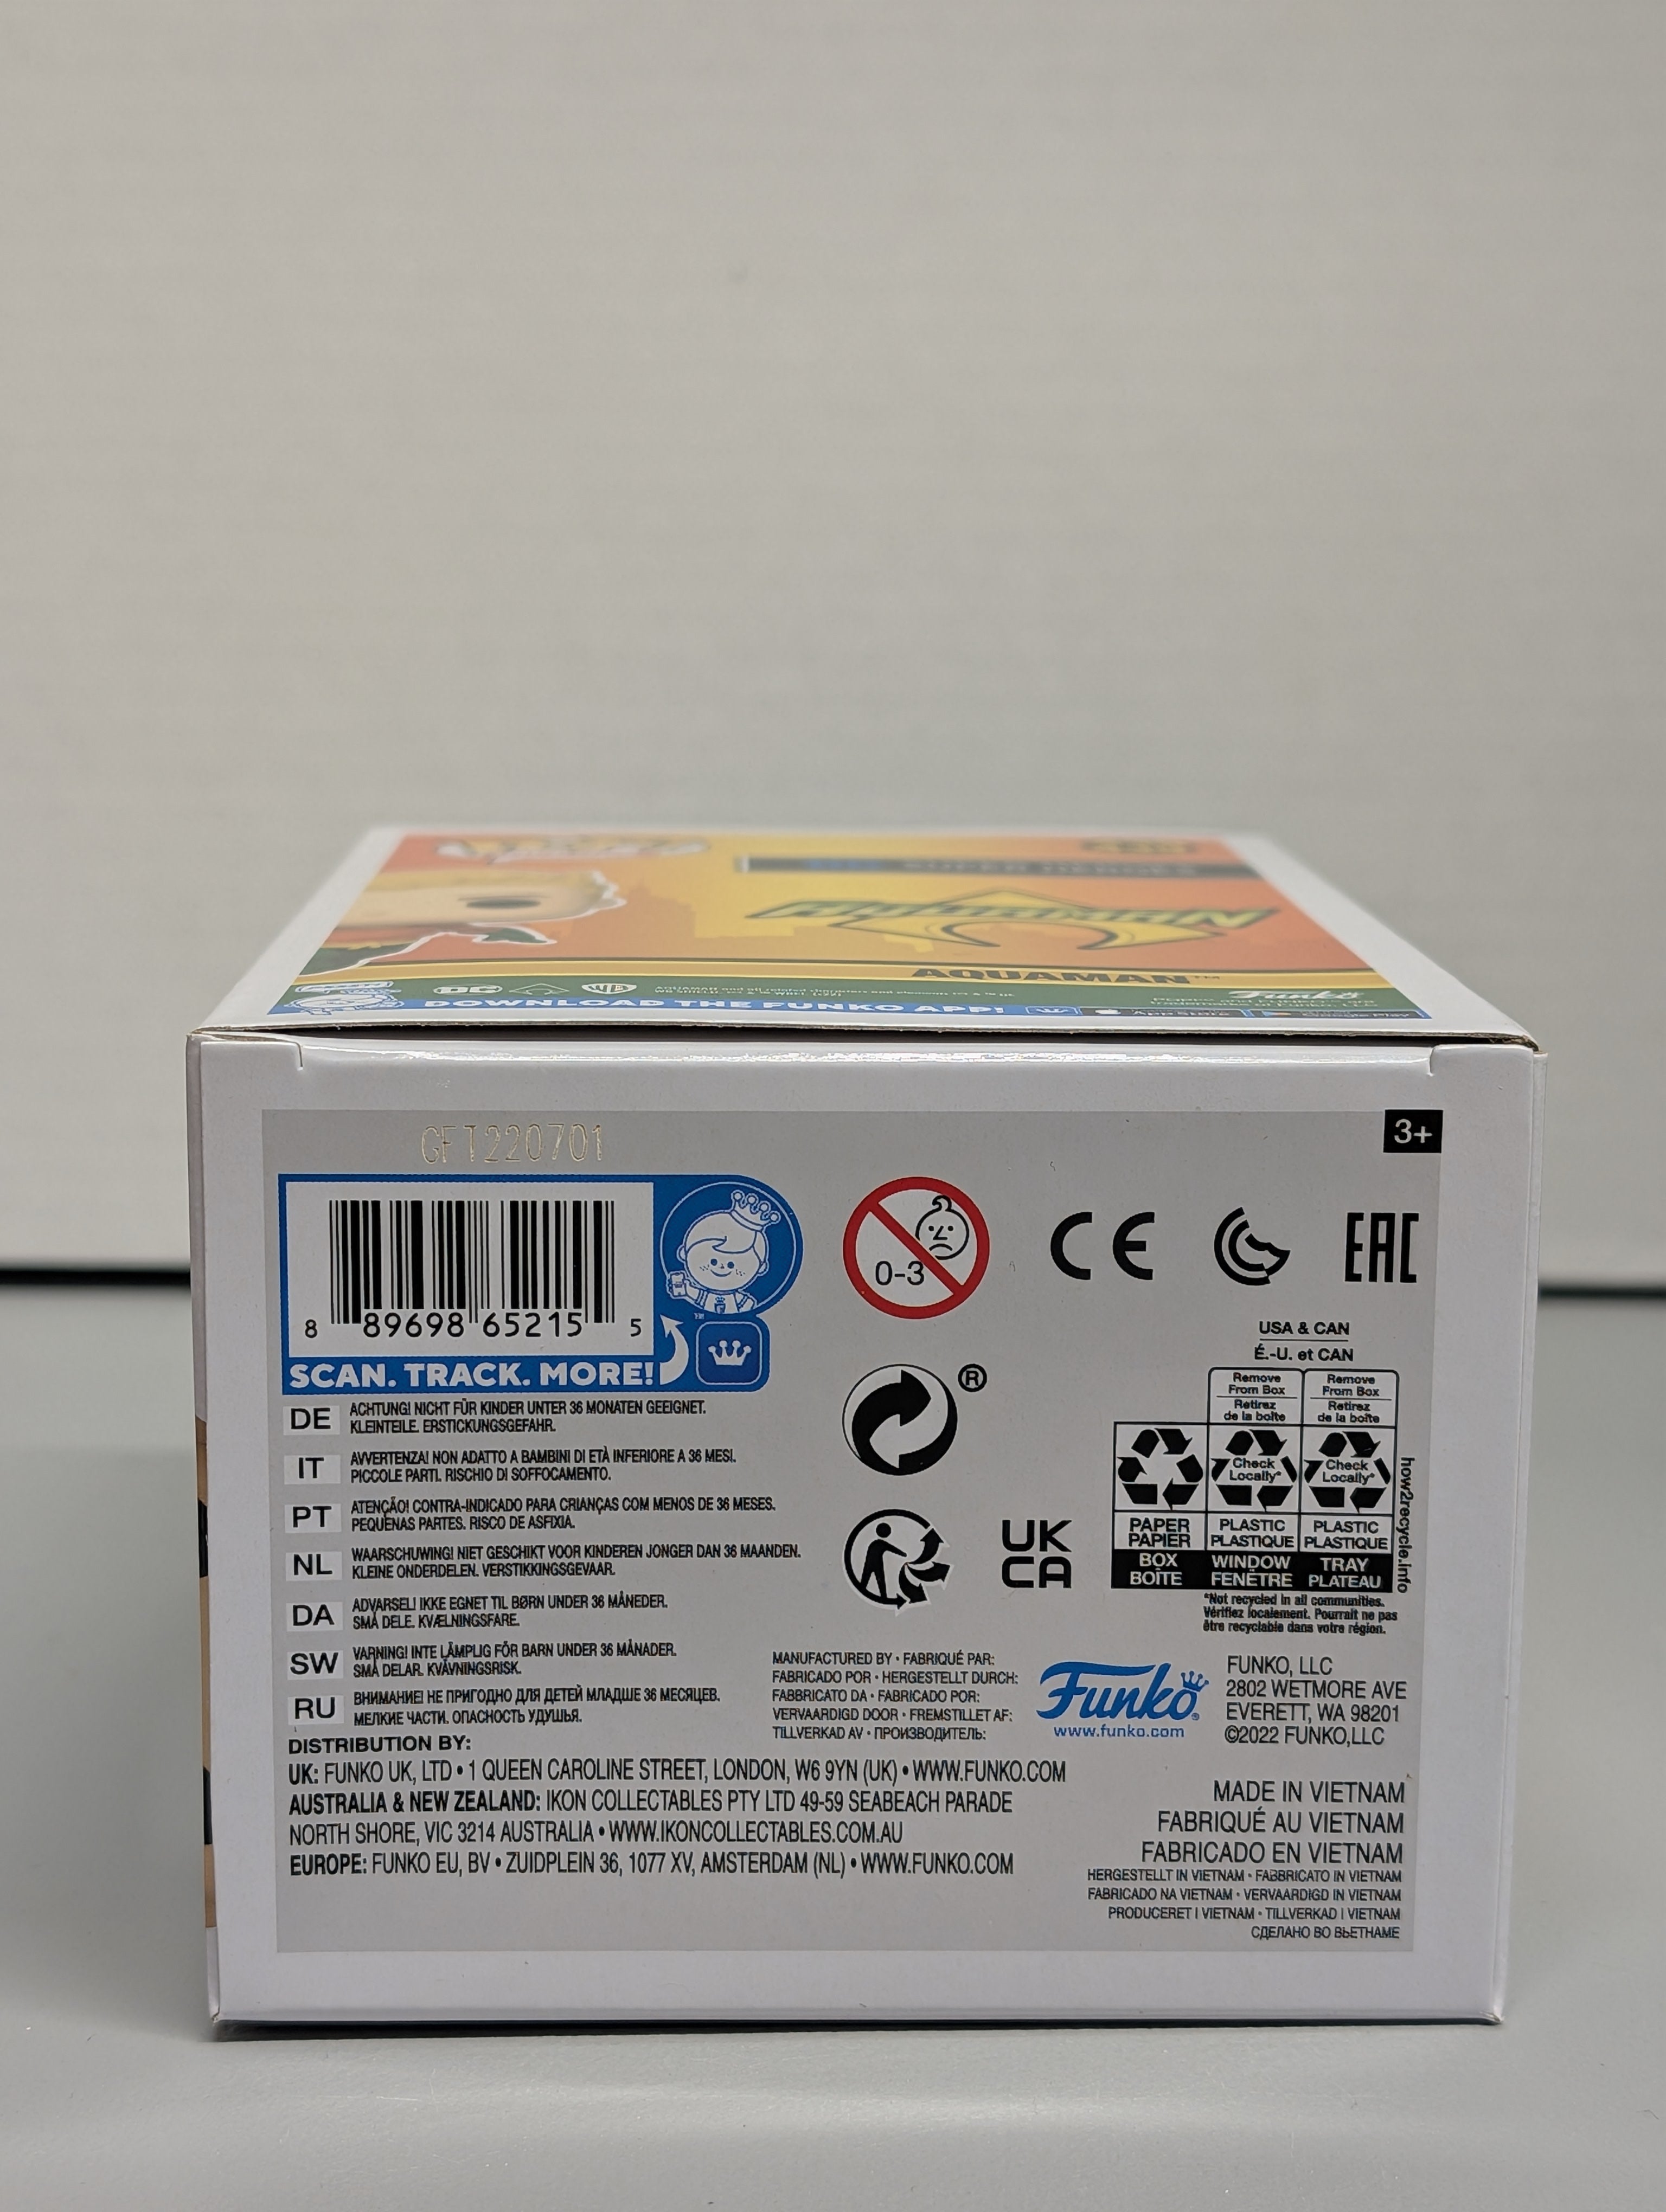 AQUAMAN
AQUAMAN™
DC
WB
DOWNLOAD THE FUNKO APP!
App Store
Google Play
Funko
GFT220701
3+
8 89698 65215 5
SCAN. TRACK. MORE!
TM
0-3
CE
EAC
DE
ACHTUNG! NICHT FÜR KINDER UNTER 36 MONATEN GEEIGNET.
KLEINTEILE. ERSTICKUNGSGEFAHR.
IT
AVVERTENZA! NON ADATTO A BAMBINI DI ETÀ INFERIORE A 36 MESI.
PICCOLE PARTI. RISCHIO DI SOFFOCAMENTO.
PT
ATENÇÃO! CONTRA-INDICADO PARA CRIANÇAS COM MENOS DE 36 MESES.
PEQUENAS PARTES. RISCO DE ASFIXIA.
NL
WAARSCHUWING! NIET GESCHIKT VOOR KINDEREN JONGER DAN 36 MAANDEN.
KLEINE ONDERDELEN. VERSTIKKINGSGEVAAR.
DA
ADVARSEL! IKKE EGNET TIL BØRN UNDER 36 MÅNEDER.
SMÅ DELE. KVÆLNINGSFARE.
SW
VARNING! INTE LÄMPLIG FÖR BARN UNDER 36 MÅNADER.
SMÅ DELAR. KVÄVNINGSRISK.
RU
ВНИМАНИЕ! НЕ ПРИГОДНО ДЛЯ ДЕТЕЙ МЛАДШЕ 36 МЕСЯЦЕВ.
МЕЛКИЕ ЧАСТИ. ОПАСНОСТЬ УДУШЬЯ.
®
UK
CA
USA & CAN
É.-U. et CAN
Remove
From Box
Retirez
de la boîte
Remove
From Box
Retirez
de la boîte
Check
Locally*
Check
Locally*
PAPER
PAPIER
PLASTIC
PLASTIQUE
PLASTIC
PLASTIQUE
BOX
BOÎTE
WINDOW
FENÊTRE
TRAY
PLATEAU
how2recycle.info
*Not recycled in all communities.
Vérifiez localement. Pourrait ne pas
être recyclable dans votre région.
MANUFACTURED BY • FABRIQUÉ PAR:
FABRICADO POR • HERGESTELLT DURCH:
FABBRICATO DA • FABRICADO POR:
VERVAARDIGD DOOR • FREMSTILLET AF:
TILLVERKAD AV • ПРОИЗВОДИТЕЛЬ:
Funko®
www.funko.com
FUNKO, LLC
2802 WETMORE AVE
EVERETT, WA 98201
©2022 FUNKO,LLC
DISTRIBUTION BY:
UK: FUNKO UK, LTD • 1 QUEEN CAROLINE STREET, LONDON, W6 9YN (UK) • WWW.FUNKO.COM
AUSTRALIA & NEW ZEALAND: IKON COLLECTABLES PTY LTD 49-59 SEABEACH PARADE
NORTH SHORE, VIC 3214 AUSTRALIA • WWW.IKONCOLLECTABLES.COM.AU
EUROPE: FUNKO EU, BV • ZUIDPLEIN 36, 1077 XV, AMSTERDAM (NL) • WWW.FUNKO.COM
MADE IN VIETNAM
FABRIQUÉ AU VIETNAM
FABRICADO EN VIETNAM
HERGESTELLT IN VIETNAM • FABBRICATO IN VIETNAM
FABRICADO NA VIETNAM • VERVAARDIGD IN VIETNAM
PRODUCERET I VIETNAM • TILLVERKAD I VIETNAM
СДЕЛАНО ВО ВЬЕТНАМЕ